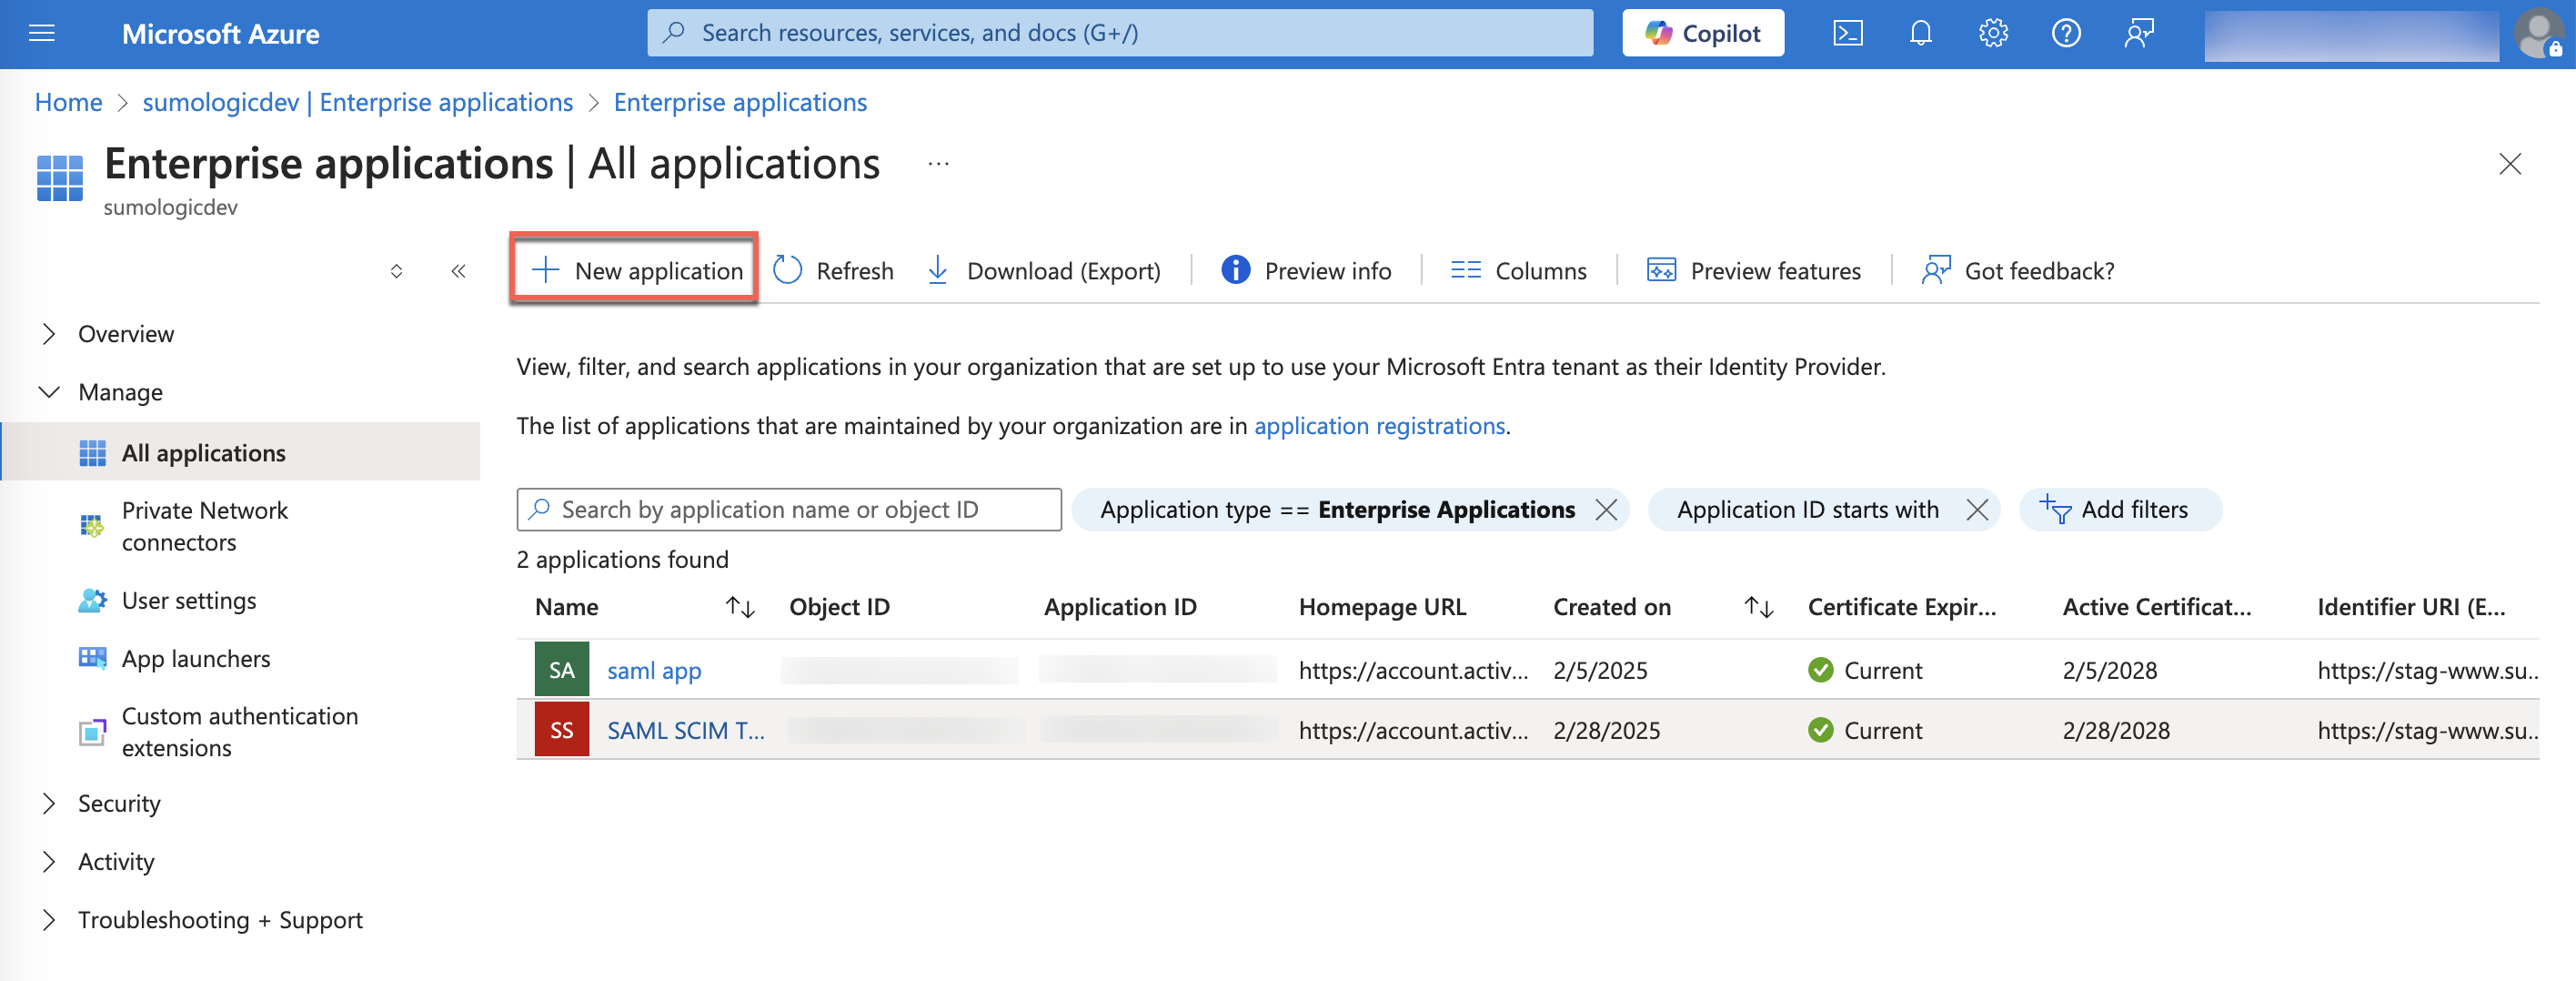 Microsoft Azure
Search resources, services, and docs (G+/)
Copilot
Home > sumologicdev | Enterprise applications > Enterprise applications
Enterprise applications | All applications ...
sumologicdev
New application
Refresh
Download (Export)
Preview info
Columns
Preview features
Got feedback?
Overview
Manage
All applications
Private Network
connectors
User settings
App launchers
Custom authentication
extensions
Security
Activity
Troubleshooting + Support
View, filter, and search applications in your organization that are set up to use your Microsoft Entra tenant as their Identity Provider.
The list of applications that are maintained by your organization are in application registrations.
Search by application name or object ID
Application type == Enterprise Applications
Application ID starts with
Add filters
2 applications found
Name Object ID Application ID Homepage URL Created on Certificate Expir... Active Certificat... Identifier URI (E...
SA saml app https://account.activ... 2/5/2025 Current 2/5/2028 https://stag-www.su..
SS SAML SCIM T... https://account.activ... 2/28/2025 Current 2/28/2028 https://stag-www.su..